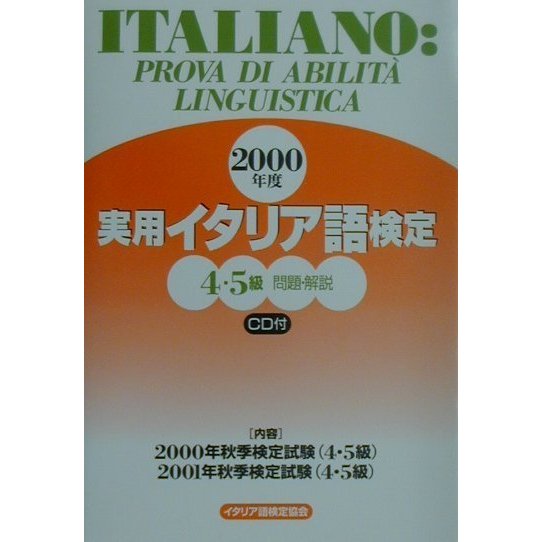 ITALIANO:
PROVA DI ABILITÀ
LINGUISTICA
2000
年度
実用イタリア語検定
4・5級 問題・解説
CD付
[内容]
2000年秋季検定試験(4・5級)
2001年秋季検定試験(4・5級)
イタリア語検定協会